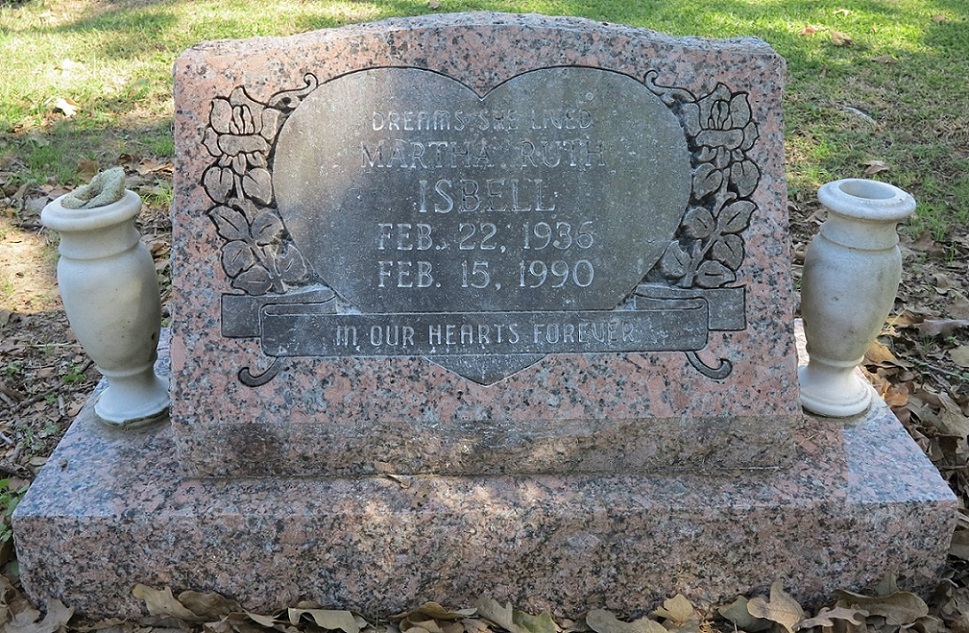 DREAMS SHE LIVED
MARTHA RUTH
ISBELL
FEB. 22, 1936
FEB. 15, 1990
IN OUR HEARTS FOREVER